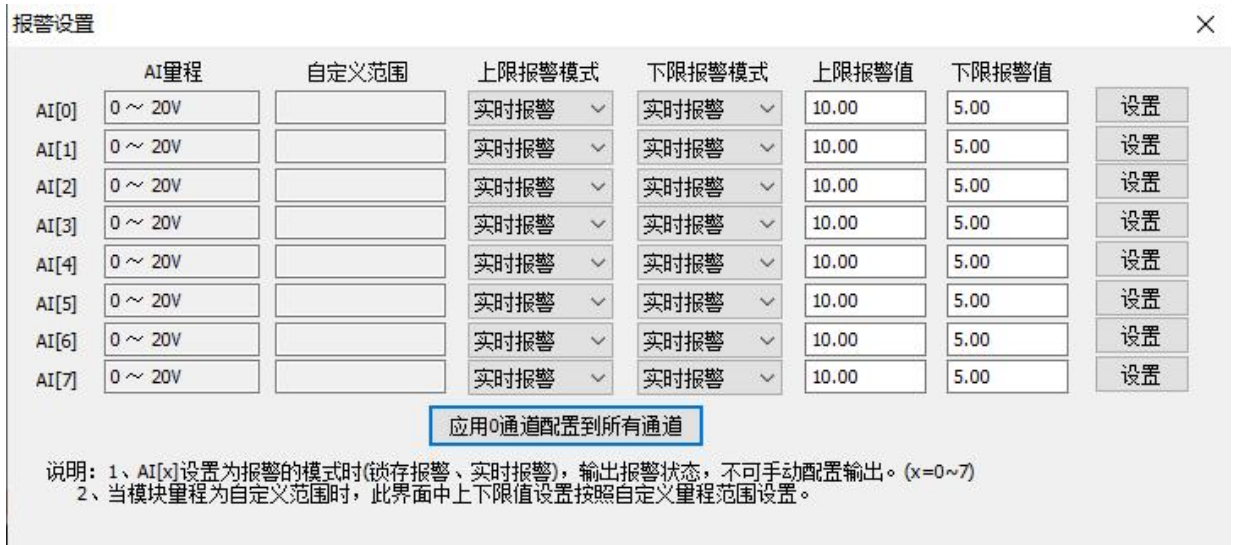 报警设置
AI量程 自定义范围 上限报警模式 下限报警模式 上限报警值 下限报警值
AI[0] 0 ~ 20V 实时报警 实时报警 10.00 5.00 设置
AI[1] 0 ~ 20V 实时报警 实时报警 10.00 5.00 设置
AI[2] 0 ~ 20V 实时报警 实时报警 10.00 5.00 设置
AI[3] 0 ~ 20V 实时报警 实时报警 10.00 5.00 设置
AI[4] 0 ~ 20V 实时报警 实时报警 10.00 5.00 设置
AI[5] 0 ~ 20V 实时报警 实时报警 10.00 5.00 设置
AI[6] 0 ~ 20V 实时报警 实时报警 10.00 5.00 设置
AI[7] 0 ~ 20V 实时报警 实时报警 10.00 5.00 设置
应用0通道配置到所有通道
说明：1、AI[x]设置为报警的模式时(锁存报警、实时报警)，输出报警状态，不可手动配置输出。(x=0~7)
2、当模块量程为自定义范围时，此界面中上下限值设置按照自定义量程范围设置。